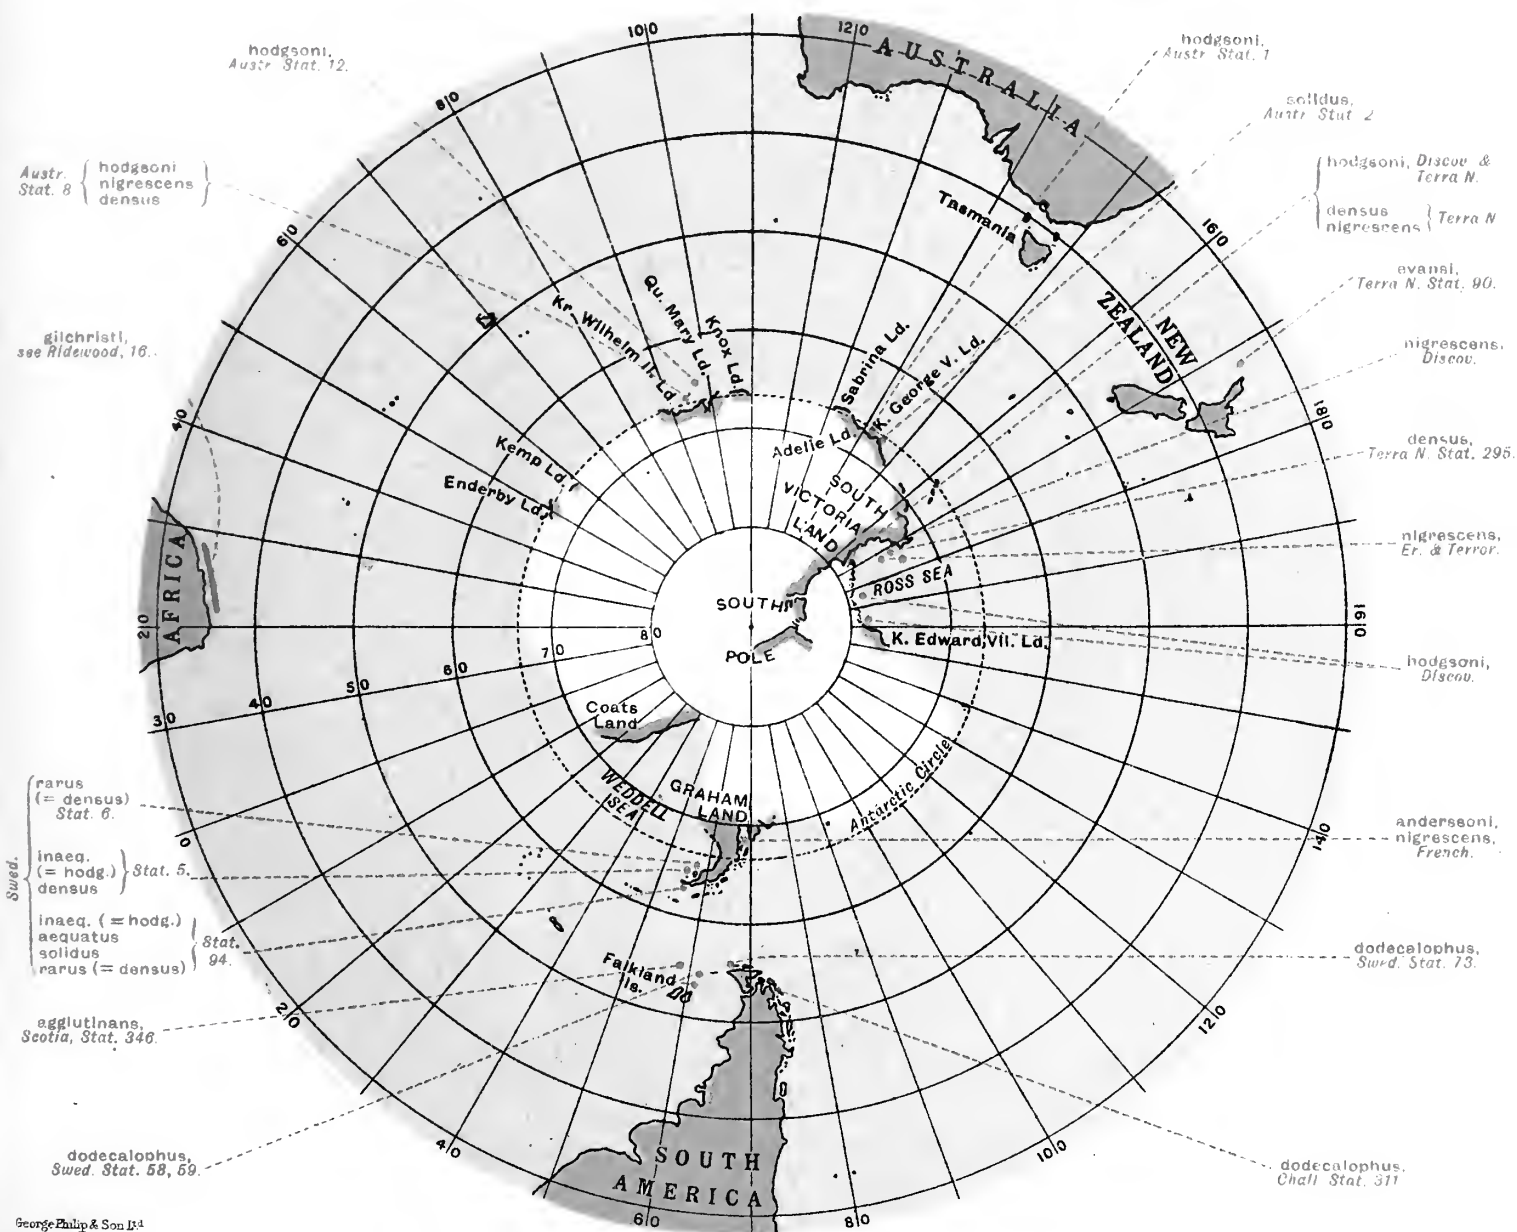 hodgsoni,
Austr Stat. 12.
100
120
AUSTRALIA
hodgsoni,
Austr Stat. 1
80
solidus,
Austr Stat 2
Austr.
Stat. 8
hodgsoni
nigrescens
densus
hodgsoni, Discov &
Terra N.
densus
nigrescens
Terra N
Tasmania
160
60
evansi,
Terra N. Stat. 90.
NEW
ZEALAND
Kr. Wilhelm II. Ld.
Qu. Mary Ld.
Knox Ld.
Sabrina Ld.
K. George V. Ld.
gilchristi,
see Ridewood, 16.
nigrescens,
Discov.
40
180
Adelie Ld.
Kemp Ld.
Enderby Ld.
densus,
Terra N. Stat. 295.
SOUTH
VICTORIA
LAND
AFRICA
nigrescens,
Er. & Terror.
ROSS SEA
20
SOUTH
POLE
80
70
60
50
40
30
160
K. Edward VII. Ld.
hodgsoni,
Discov.
Coats
Land
WEDDELL
SEA
GRAHAM
LAND
Antarctic Circle
Swed.
rarus
(= densus)
Stat. 6.
0
140
anderssoni,
nigrescens,
French.
inaeq.
(= hodg.)
densus
Stat. 5.
inaeq. (= hodg.)
aequatus
solidus
rarus (= densus)
Stat.
94.
Falkland
Is.
dodecalophus,
Swed. Stat. 73.
20
120
agglutinans,
Scotia, Stat. 346.
40
100
dodecalophus,
Swed. Stat. 58, 59.
SOUTH
AMERICA
dodecalophus,
Chall Stat. 311
60
80
George Philip & Son Ltd